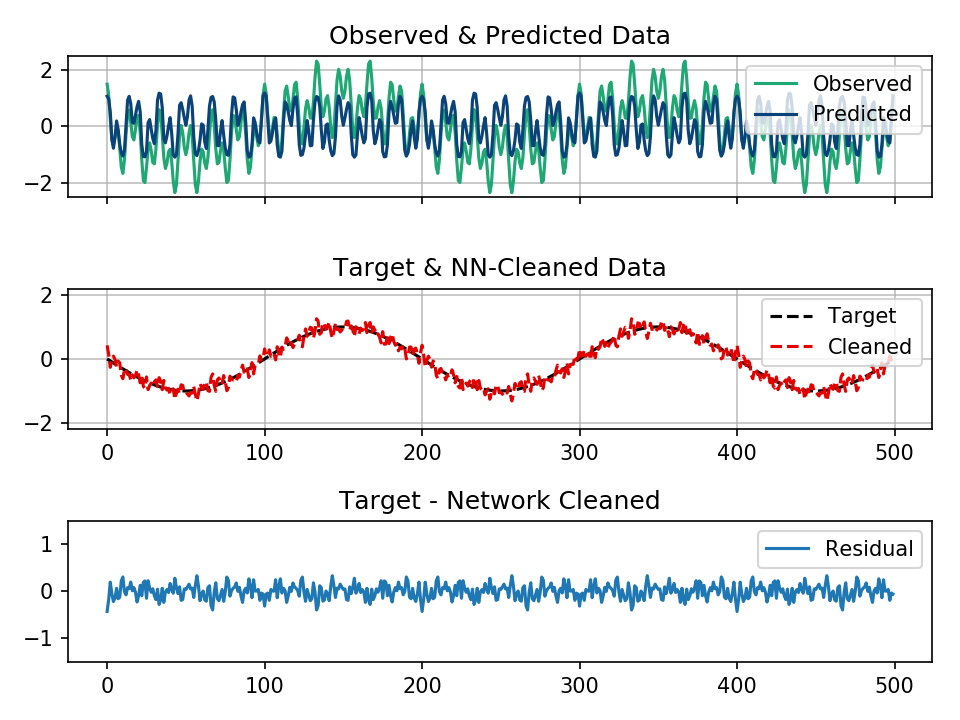 Observed & Predicted Data
2
0
−2
Observed
Predicted
Target & NN-Cleaned Data
2
0
−2
Target
Cleaned
0 100 200 300 400 500
Target - Network Cleaned
1
0
−1
Residual
0 100 200 300 400 500